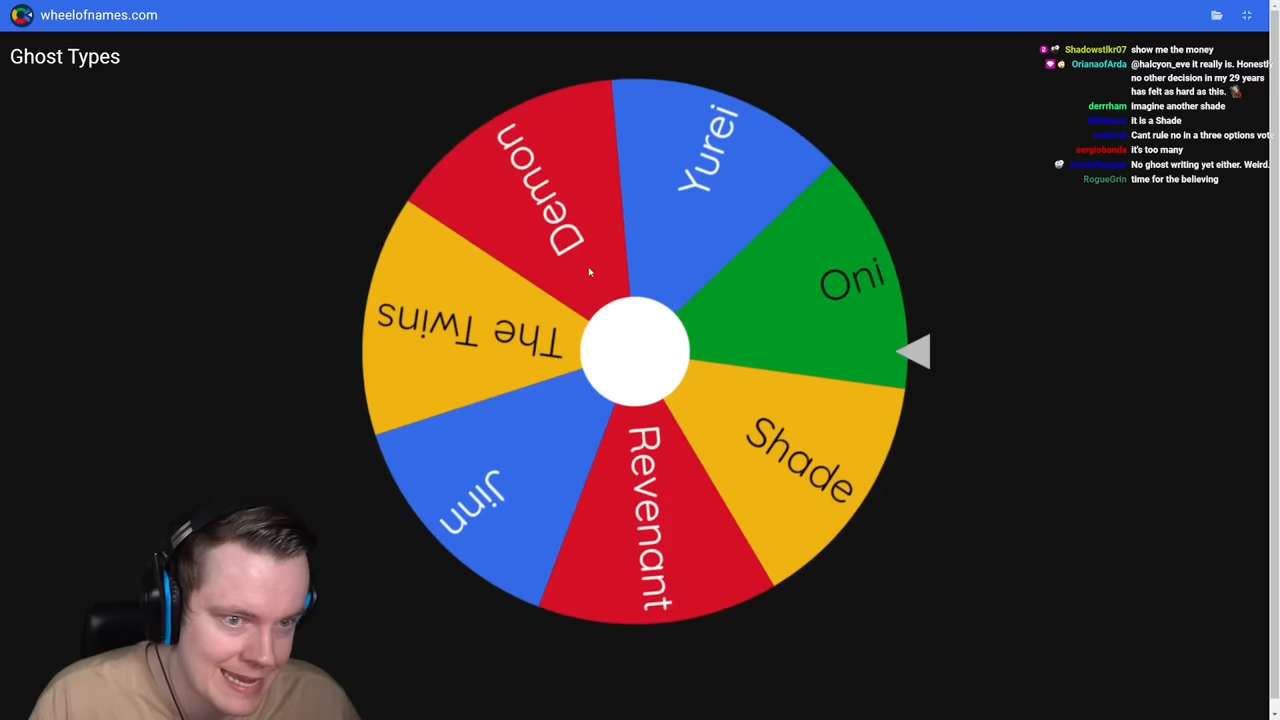 wheelofnames.com
Ghost Types
Shadowstlkr07 show me the money
OrianaofArda @halcyon_eve it really is. Honestly
no other decision in my 29 years
has felt as hard as this.
derrham imagine another shade
it is a Shade
Cant rule no in a three options vot
sergiobanda it's too many
No ghost writing yet either. Weird.
RogueGrin time for the believing
Demon
Yurei
Oni
The Twins
Shade
Jinn
Revenant